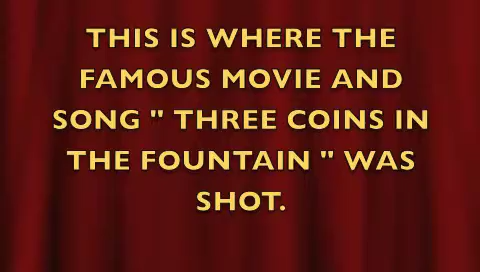 THIS IS WHERE THE
FAMOUS MOVIE AND
SONG " THREE COINS IN
THE FOUNTAIN " WAS
SHOT.